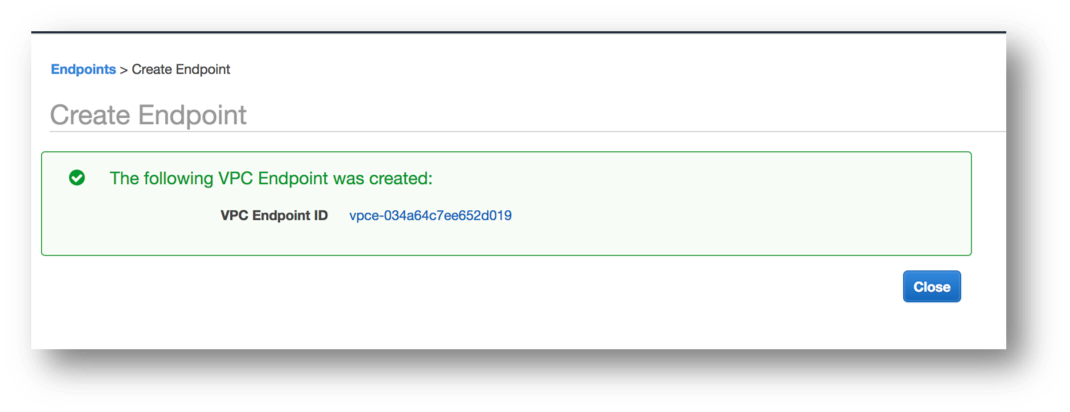 Endpoints > Create Endpoint
Create Endpoint
The following VPC Endpoint was created:
VPC Endpoint ID vpce-034a64c7ee652d019
Close